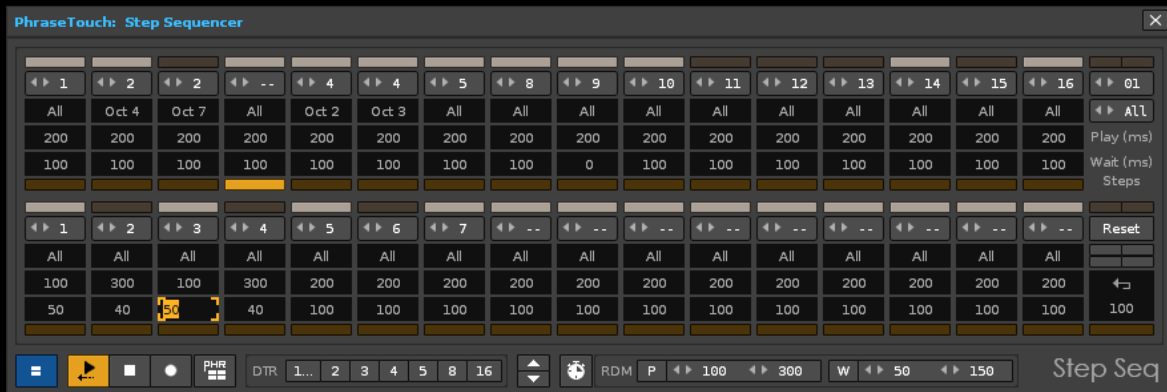 PhraseTouch: Step Sequencer
1 2 2 -- 4 4 5 8 9 10 11 12 13 14 15 16 01
All Oct 4 Oct 7 All Oct 2 Oct 3 All All All All All All All All All All All
200 200 200 200 200 200 200 200 200 200 200 200 200 200 200 200 Play (ms)
100 100 100 100 100 100 100 100 0 100 100 100 100 100 100 100 Wait (ms)
Steps
1 2 3 4 5 6 7 -- -- -- -- -- -- -- -- -- Reset
All All All All All All All All All All All All All All All All
100 300 100 300 200 200 200 200 200 200 200 200 200 200 200 200
50 40 50 40 100 100 100 100 100 100 100 100 100 100 100 100 100
PHR DTR 1... 2 3 4 5 8 16 RDM P 100 300 W 50 150 Step Seq